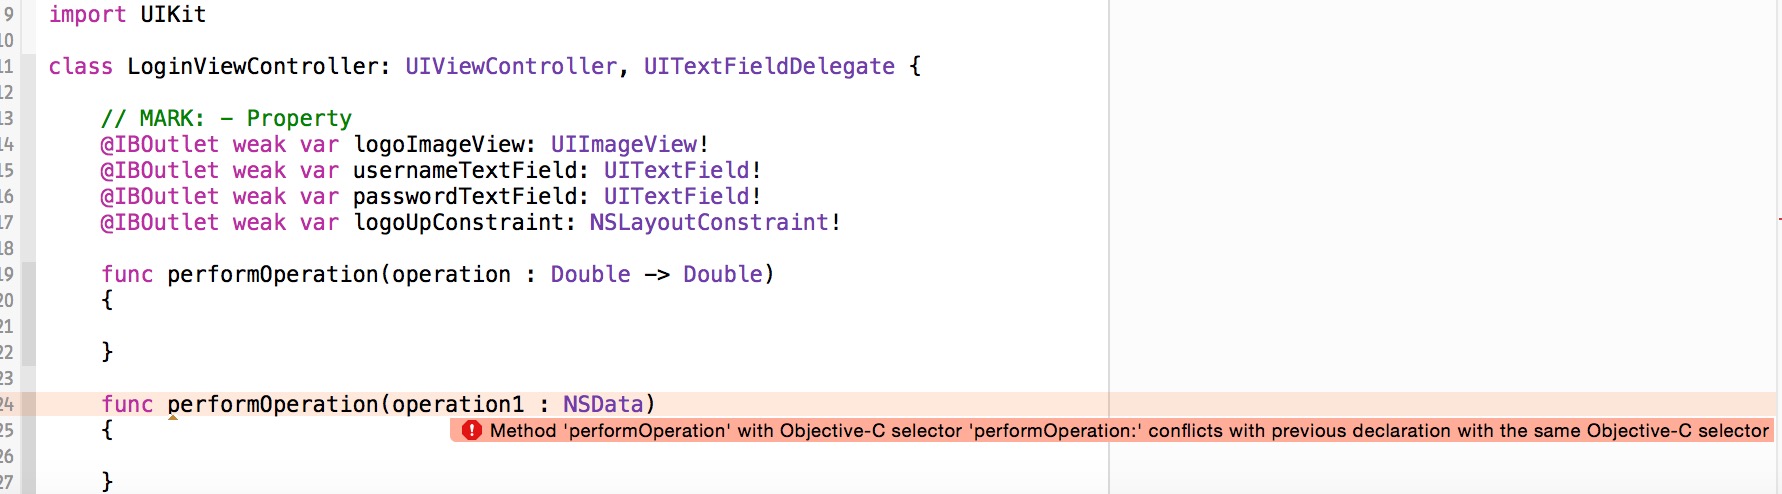 9 import UIKit
10
11 class LoginViewController: UIViewController, UITextFieldDelegate {
12
13 // MARK: - Property
14 @IBOutlet weak var logoImageView: UIImageView!
15 @IBOutlet weak var usernameTextField: UITextField!
16 @IBOutlet weak var passwordTextField: UITextField!
17 @IBOutlet weak var logoUpConstraint: NSLayoutConstraint!
18
19 func performOperation(operation : Double -> Double)
20 {
21
22 }
23
24 func performOperation(operation1 : NSData)
25 { Method 'performOperation' with Objective-C selector 'performOperation:' conflicts with previous declaration with the same Objective-C selector
26
27 }